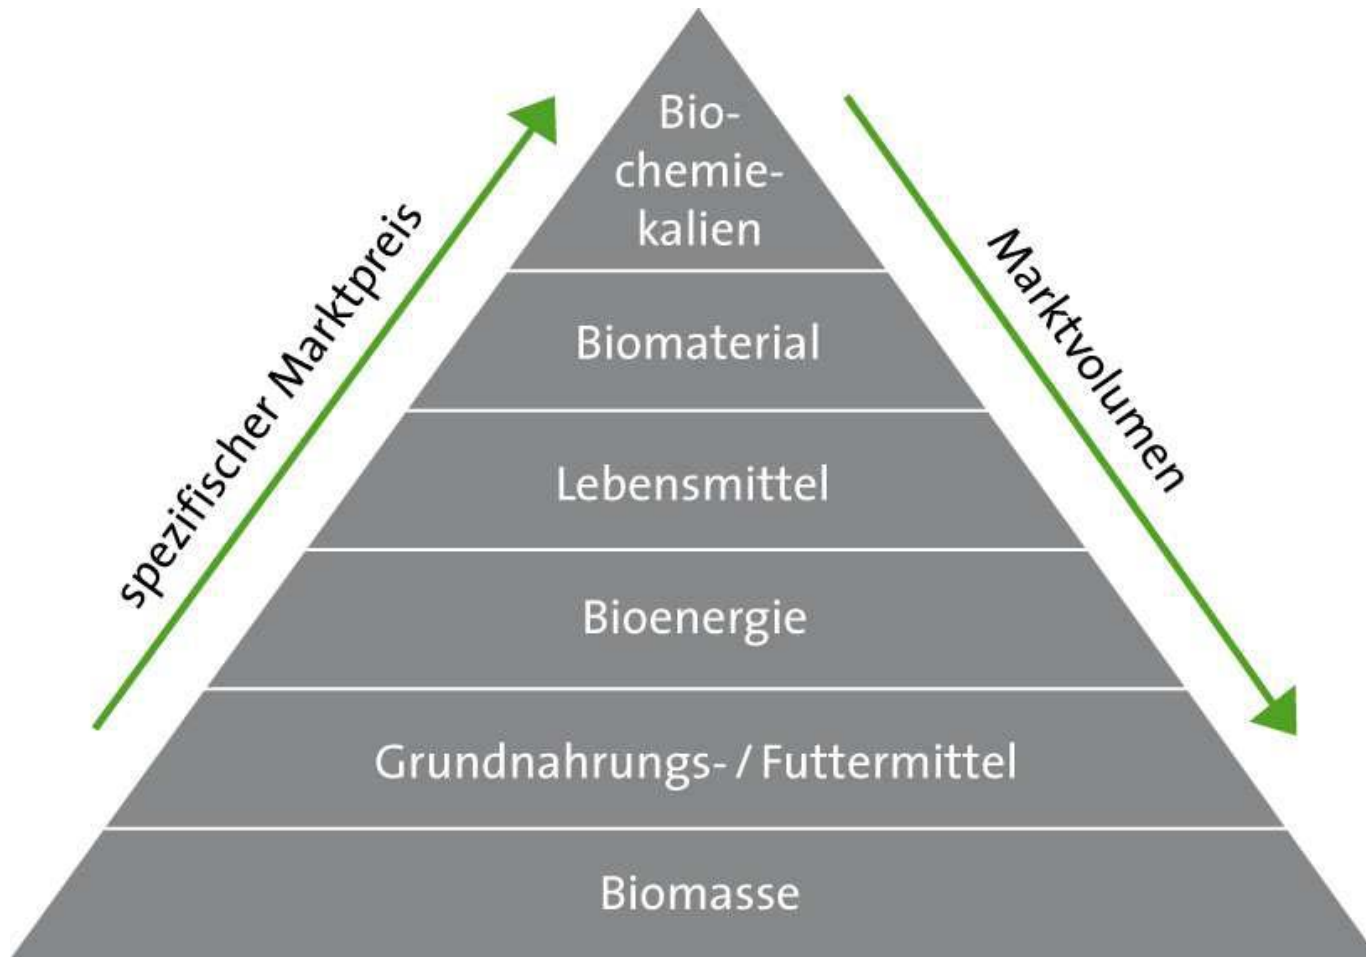 Bio-
chemie-
kalien
spezifischer Marktpreis
Marktvolumen
Biomaterial
Lebensmittel
Bioenergie
Grundnahrungs- / Futtermittel
Biomasse